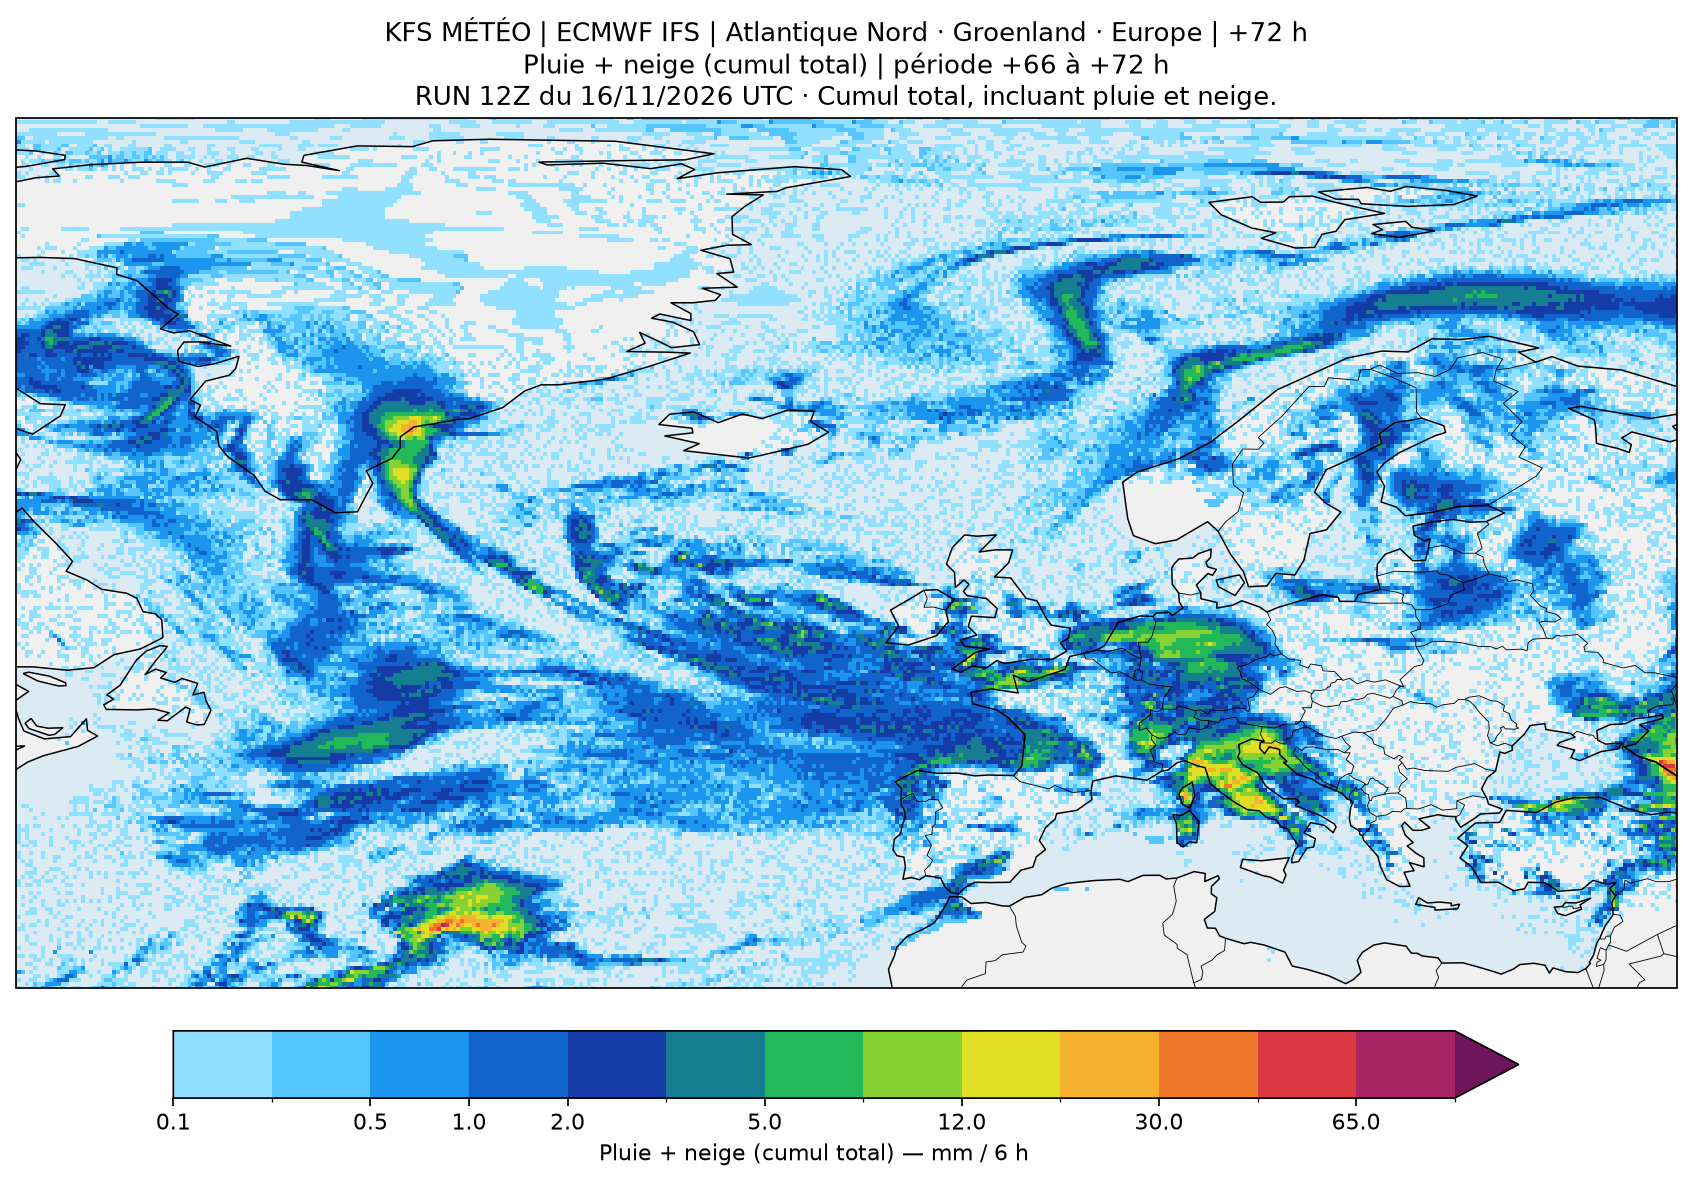 KFS MÉTÉO | ECMWF IFS | Atlantique Nord · Groenland · Europe | +72 h
Pluie + neige (cumul total) | période +66 à +72 h
RUN 12Z du 16/11/2026 UTC · Cumul total, incluant pluie et neige.
0.1 0.5 1.0 2.0 5.0 12.0 30.0 65.0
Pluie + neige (cumul total) — mm / 6 h